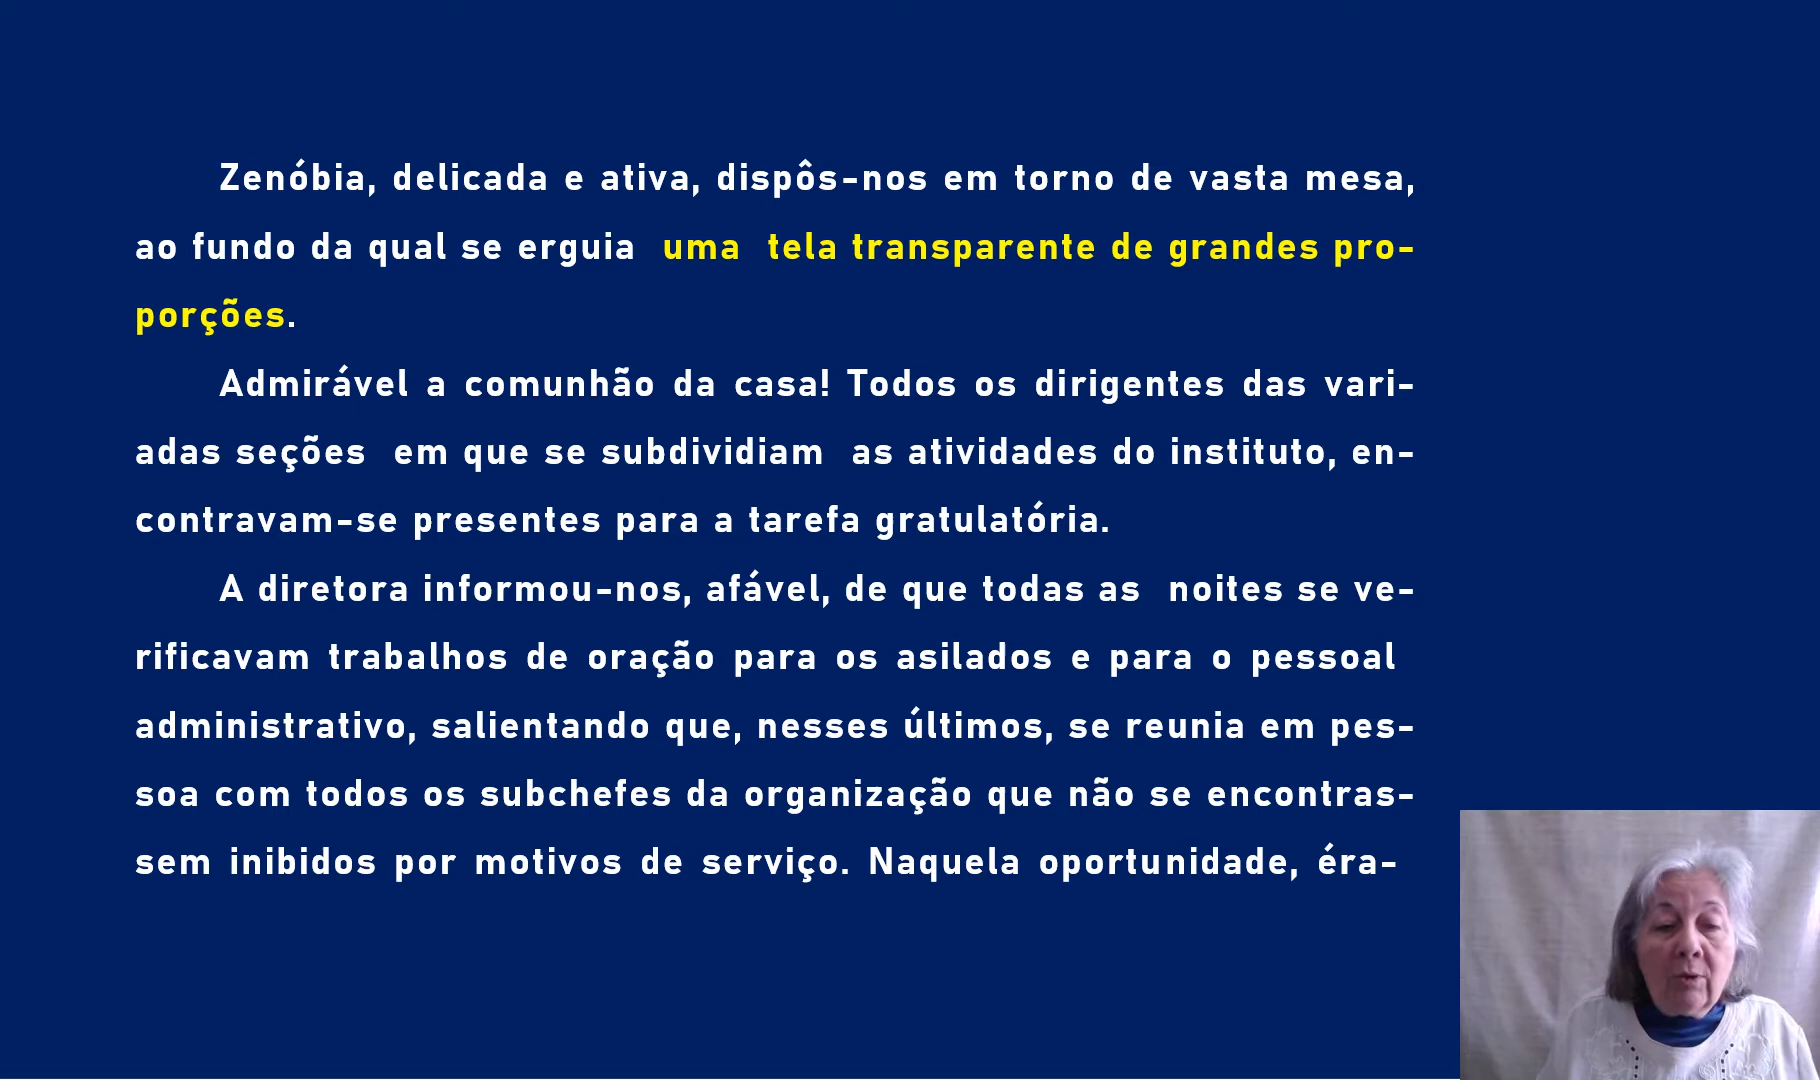 Zenóbia, delicada e ativa, dispôs-nos em torno de vasta mesa,
ao fundo da qual se erguia uma tela transparente de grandes pro-
porções.
Admirável a comunhão da casa! Todos os dirigentes das vari-
adas seções em que se subdividiam as atividades do instituto, en-
contravam-se presentes para a tarefa gratulatória.
A diretora informou-nos, afável, de que todas as noites se ve-
rificavam trabalhos de oração para os asilados e para o pessoal
administrativo, salientando que, nesses últimos, se reunia em pes-
soa com todos os subchefes da organização que não se encontras-
sem inibidos por motivos de serviço. Naquela oportunidade, éra-